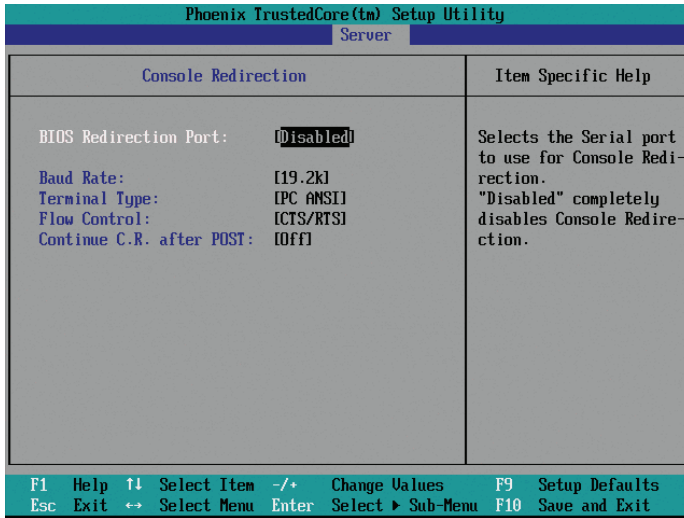 Phoenix TrustedCore(tm) Setup Utility
Server
Console Redirection
Item Specific Help
BIOS Redirection Port: [Disabled]
Baud Rate: [19.2k]
Terminal Type: [PC ANSI]
Flow Control: [CTS/RTS]
Continue C.R. after POST: [Off]
Selects the Serial port
to use for Console Redi-
rection.
"Disabled" completely
disables Console Redire-
ction.
F1 Help ↑↓ Select Item -/+ Change Values F9 Setup Defaults
Esc Exit ↔ Select Menu Enter Select ▶ Sub-Menu F10 Save and Exit